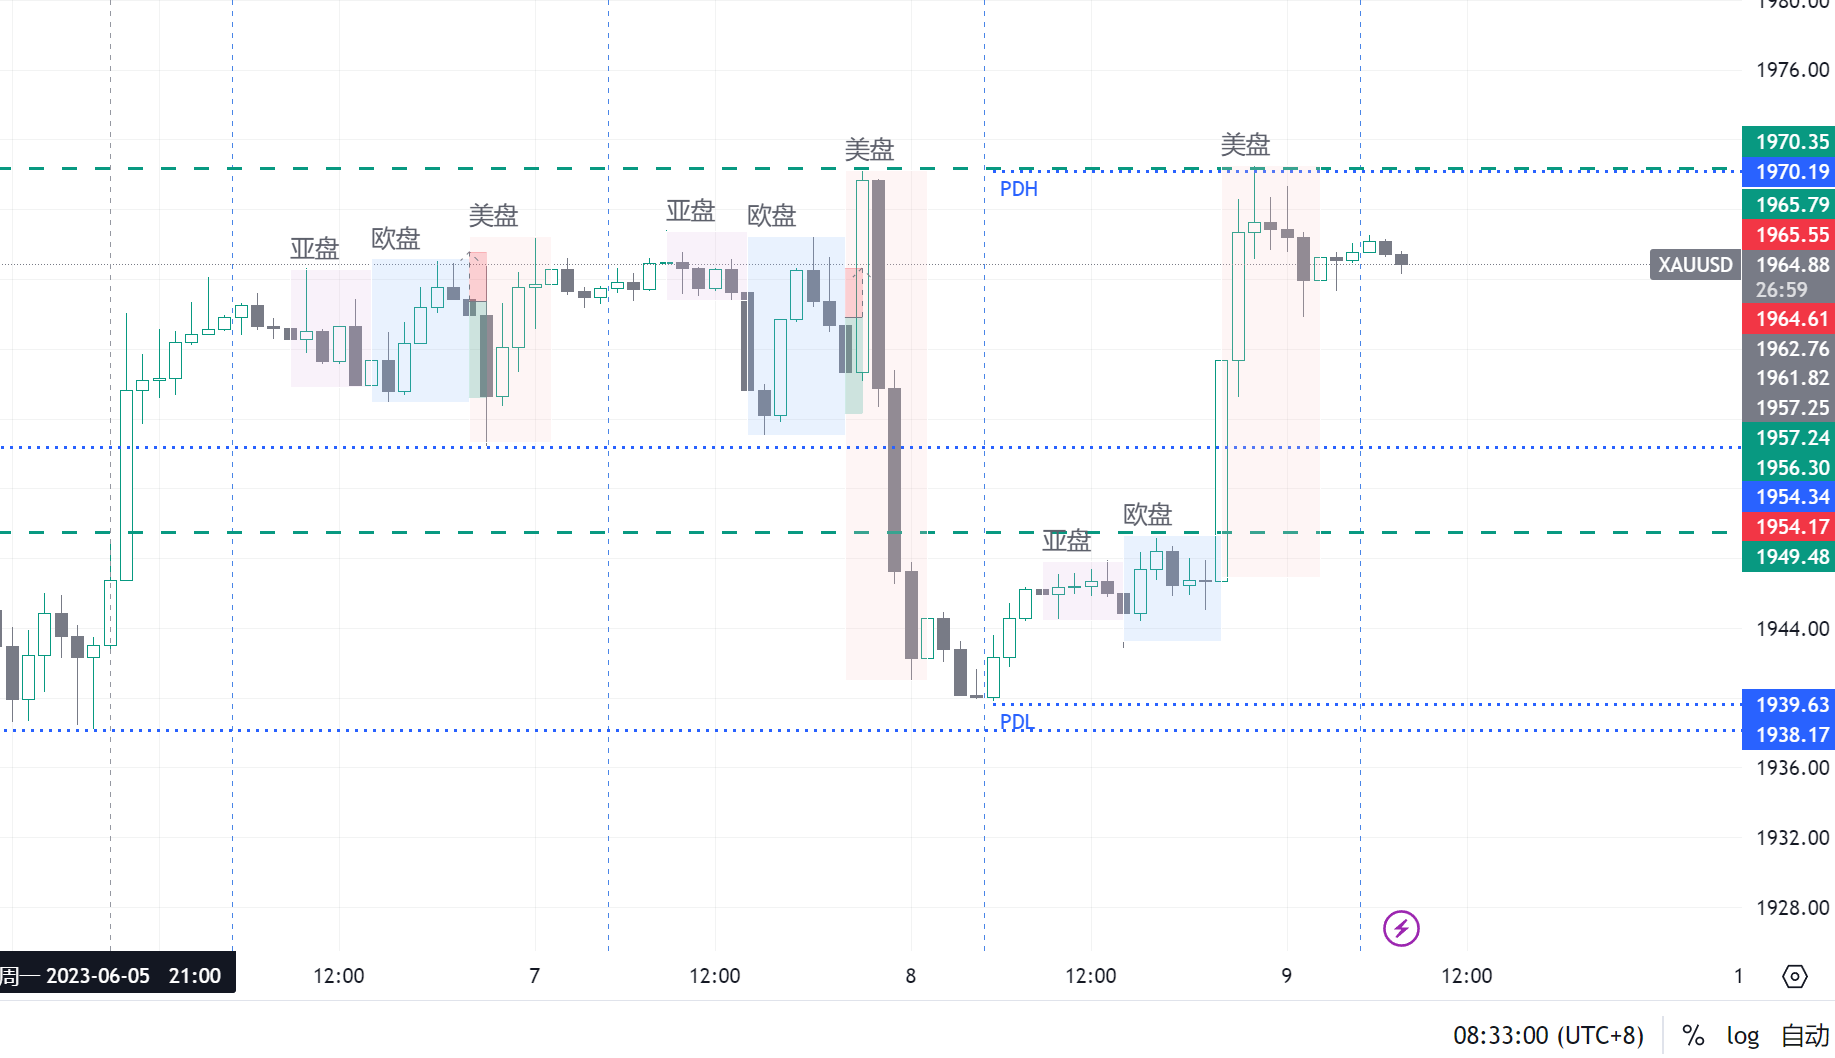 1980.00
1976.00
美盘
美盘
1970.35
1970.19
PDH
1965.79
亚盘
欧盘
美盘
亚盘
欧盘
1965.55
XAUUSD
1964.88
26:59
1964.61
1962.76
1961.82
1957.25
1957.24
1956.30
1954.34
亚盘
欧盘
1954.17
1949.48
1944.00
1939.63
PDL
1938.17
1936.00
1932.00
1928.00
周一 2023-06-05 21:00
12:00
7
12:00
8
12:00
9
12:00
1
08:33:00 (UTC+8)
%
log
自动